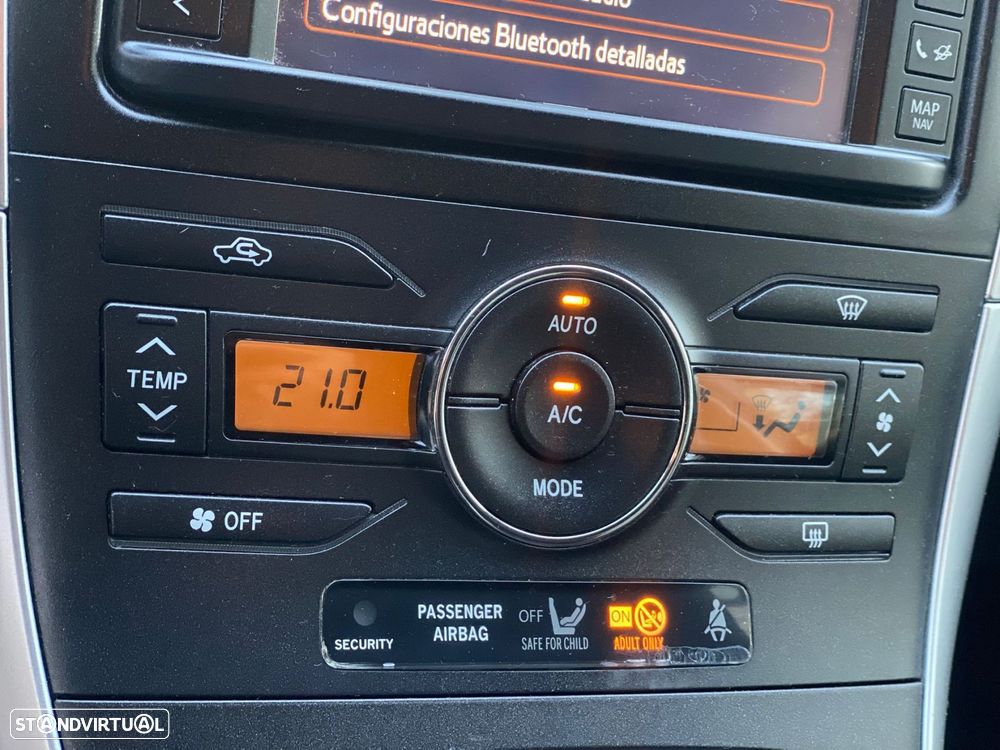 Configuraciones Bluetooth detalladas
MAP
NAV
AUTO
TEMP
21.0
A/C
MODE
OFF
PASSENGER
AIRBAG
OFF
ON
SECURITY
SAFE FOR CHILD
ADULT ONLY
STANDVIRTUAL